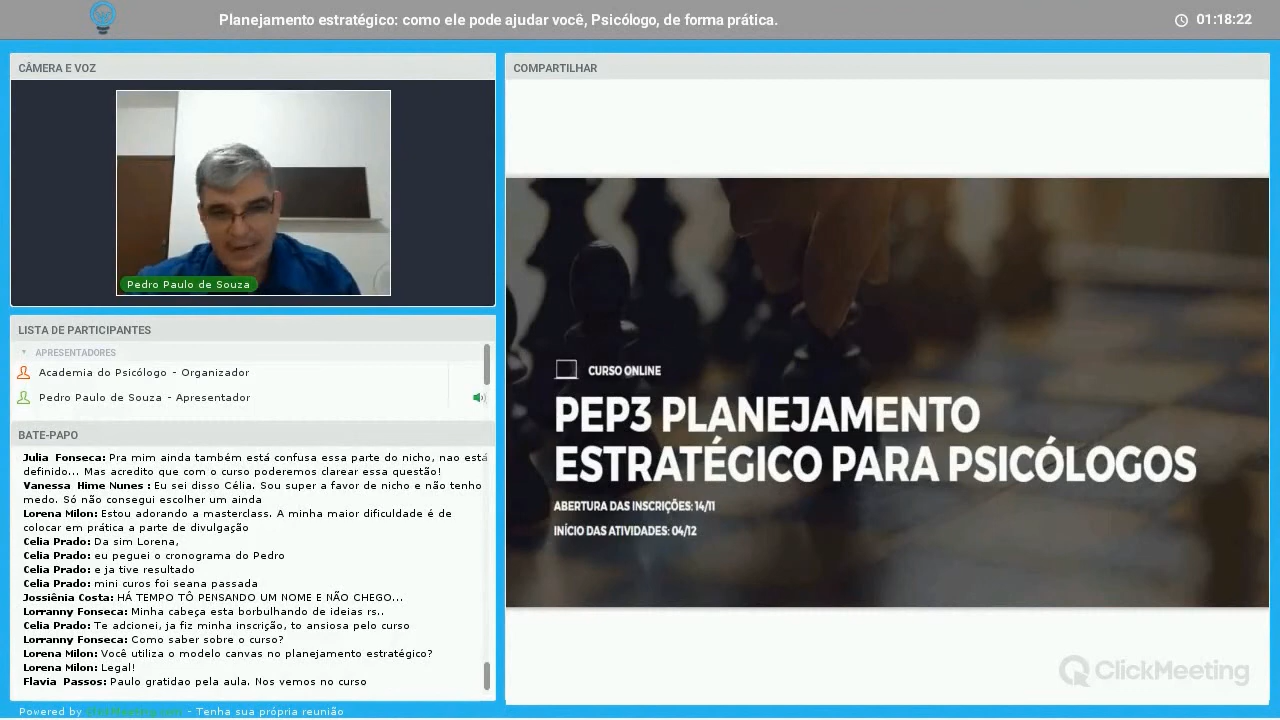 Planejamento estratégico: como ele pode ajudar você, Psicólogo, de forma prática.
01:18:22
CÂMERA E VOZ
Pedro Paulo de Souza
LISTA DE PARTICIPANTES
APRESENTADORES
Academia do Psicólogo - Organizador
Pedro Paulo de Souza - Apresentador
BATE-PAPO
Julia Fonseca: Pra mim ainda também está confusa essa parte do nicho, nao está
definido... Mas acredito que com o curso poderemos clarear essa questão!
Vanessa Hime Nunes : Eu sei disso Célia. Sou super a favor de nicho e não tenho
medo. Só não consegui escolher um ainda
Lorena Milon: Estou adorando a masterclass. A minha maior dificuldade é de
colocar em prática a parte de divulgação
Celia Prado: Da sim Lorena,
Celia Prado: eu peguei o cronograma do Pedro
Celia Prado: e ja tive resultado
Celia Prado: mini curos foi seana passada
Jossiênia Costa: HÁ TEMPO TÔ PENSANDO UM NOME E NÃO CHEGO...
Lorranny Fonseca: Minha cabeça esta borbulhando de ideias rs..
Celia Prado: Te adcionei, ja fiz minha inscrição, to ansiosa pelo curso
Lorranny Fonseca: Como saber sobre o curso?
Lorena Milon: Você utiliza o modelo canvas no planejamento estratégico?
Lorena Milon: Legal!
Flavia Passos: Paulo gratidao pela aula. Nos vemos no curso
Powered by ClickMeeting.com - Tenha sua própria reunião
COMPARTILHAR
CURSO ONLINE
PEP3 PLANEJAMENTO
ESTRATÉGICO PARA PSICÓLOGOS
ABERTURA DAS INSCRIÇÕES: 14/11
INÍCIO DAS ATIVIDADES: 04/12
ClickMeeting